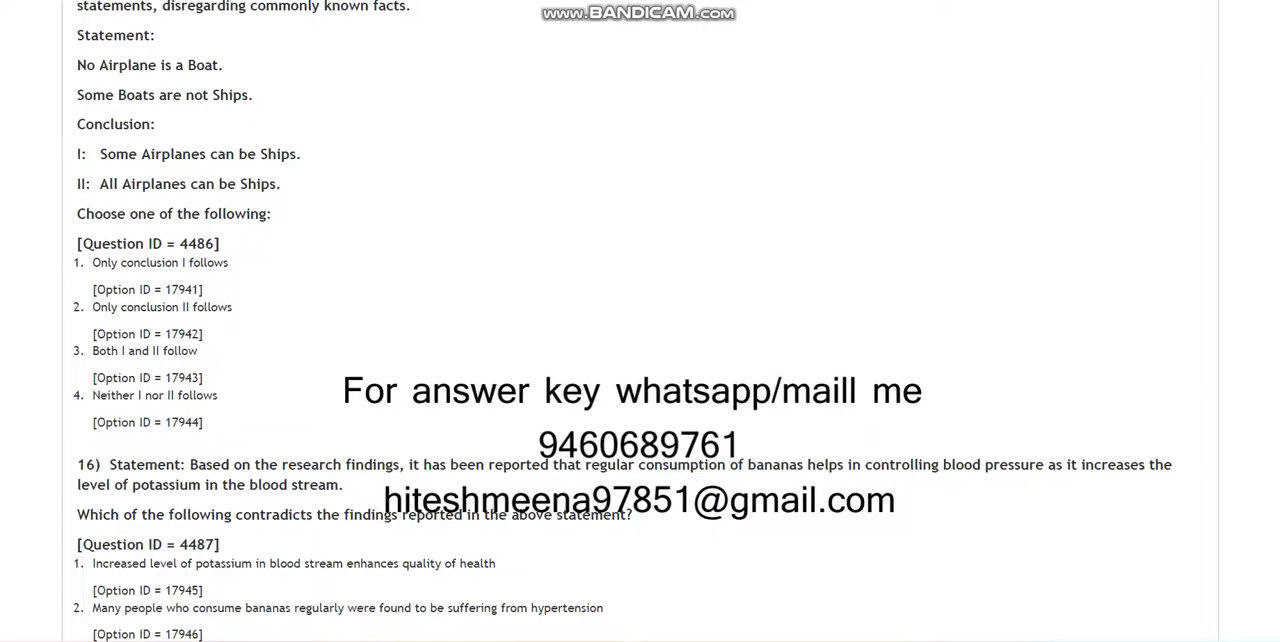 statements, disregarding commonly known facts.
www.BANDICAM.com
Statement:
No Airplane is a Boat.
Some Boats are not Ships.
Conclusion:
I: Some Airplanes can be Ships.
II: All Airplanes can be Ships.
Choose one of the following:
[Question ID = 4486]
1. Only conclusion I follows
[Option ID = 17941]
2. Only conclusion II follows
[Option ID = 17942]
3. Both I and II follow
[Option ID = 17943]
4. Neither I nor II follows
[Option ID = 17944]
For answer key whatsapp/maill me
9460689761
hiteshmeena97851@gmail.com
16) Statement: Based on the research findings, it has been reported that regular consumption of bananas helps in controlling blood pressure as it increases the
level of potassium in the blood stream.
Which of the following contradicts the findings reported in the above statement?
[Question ID = 4487]
1. Increased level of potassium in blood stream enhances quality of health
[Option ID = 17945]
2. Many people who consume bananas regularly were found to be suffering from hypertension
[Option ID = 17946]